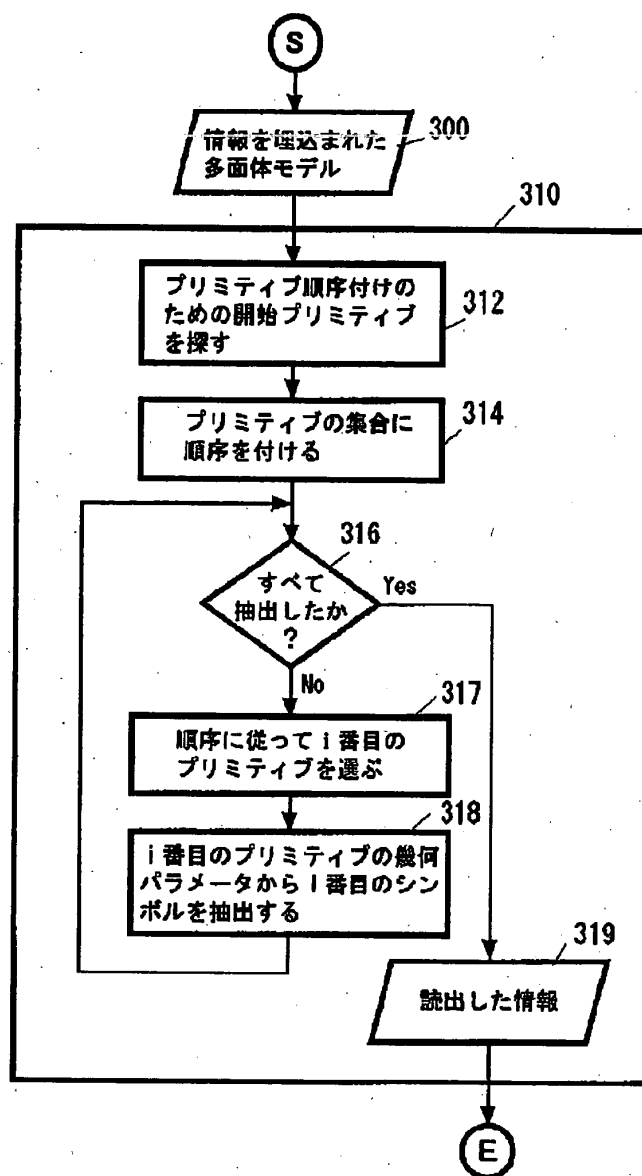 S
情報を埋込まれた
多面体モデル
300
310
プリミティブ順序付けの
ための開始プリミティブ
を探す
312
プリミティブの集合に
順序を付ける
314
316
すべて
抽出したか
?
Yes
No
317
順序に従ってi番目の
プリミティブを選ぶ
318
i番目のプリミティブの幾何
パラメータからi番目のシン
ボルを抽出する
319
読出した情報
E